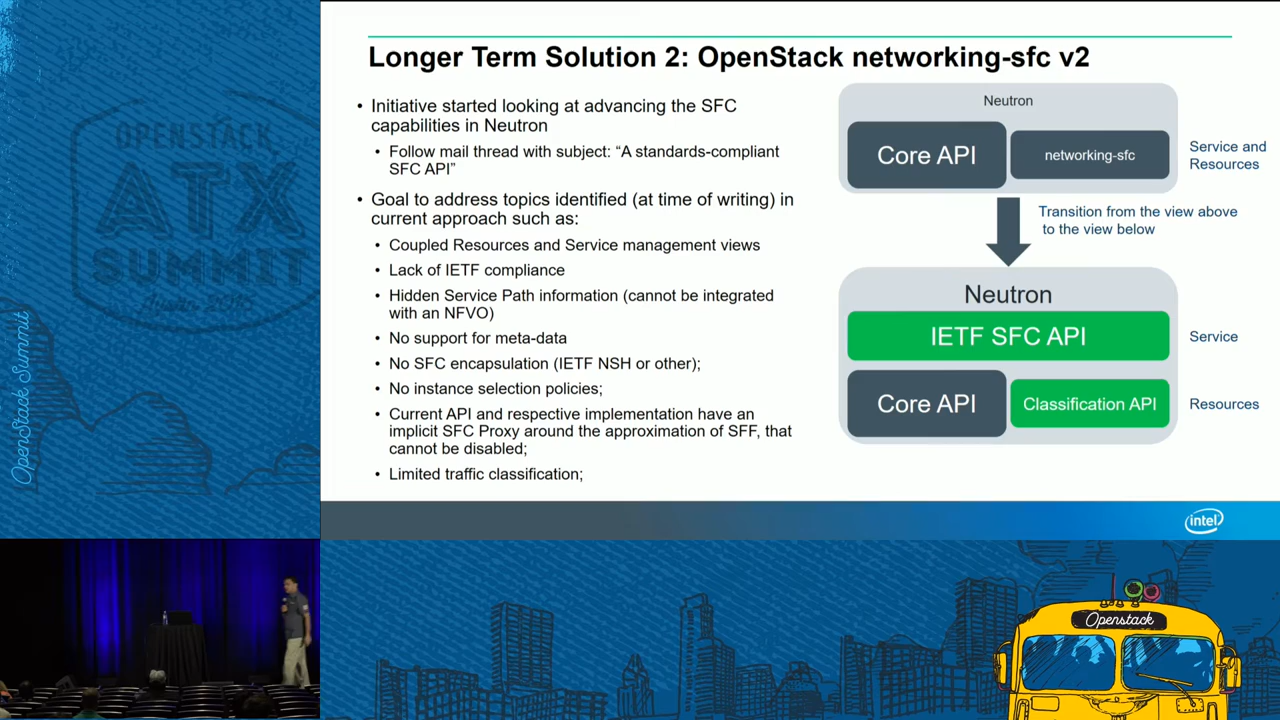 Longer Term Solution 2: OpenStack networking-sfc v2
• Initiative started looking at advancing the SFC
capabilities in Neutron
• Follow mail thread with subject: “A standards-compliant
SFC API”
• Goal to address topics identified (at time of writing) in
current approach such as:
• Coupled Resources and Service management views
• Lack of IETF compliance
• Hidden Service Path information (cannot be integrated
with an NFVO)
• No support for meta-data
• No SFC encapsulation (IETF NSH or other);
• No instance selection policies;
• Current API and respective implementation have an
implicit SFC Proxy around the approximation of SFF, that
cannot be disabled;
• Limited traffic classification;
Neutron
Core API
networking-sfc
Service and
Resources
Transition from the view above
to the view below
Neutron
IETF SFC API
Service
Core API
Classification API
Resources
intel
OPENSTACK
ATX
SUMMIT
Austin 2016
OpenStack Summit
Openstack